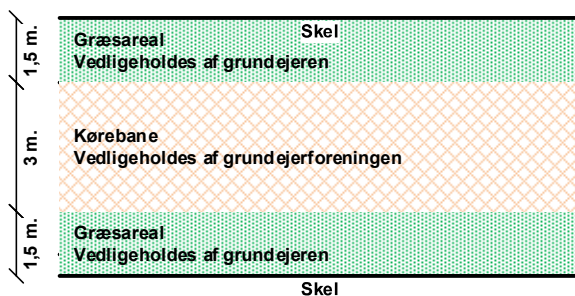 Skel
1,5 m.
Græsareal
Vedligeholdes af grundejeren
3 m.
Kørebane
Vedligeholdes af grundejerforeningen
1,5 m.
Græsareal
Vedligeholdes af grundejeren
Skel